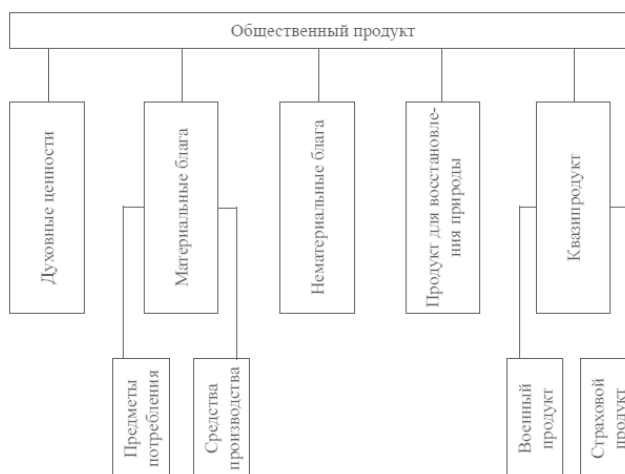 Общественный продукт
Духовные ценности
Материальные блага
Нематериальные блага
Продукт для восстановле-
ния природы
Квазипродукт
Предметы
потребления
Средства
производства
Военный
продукт
Страховой
продукт